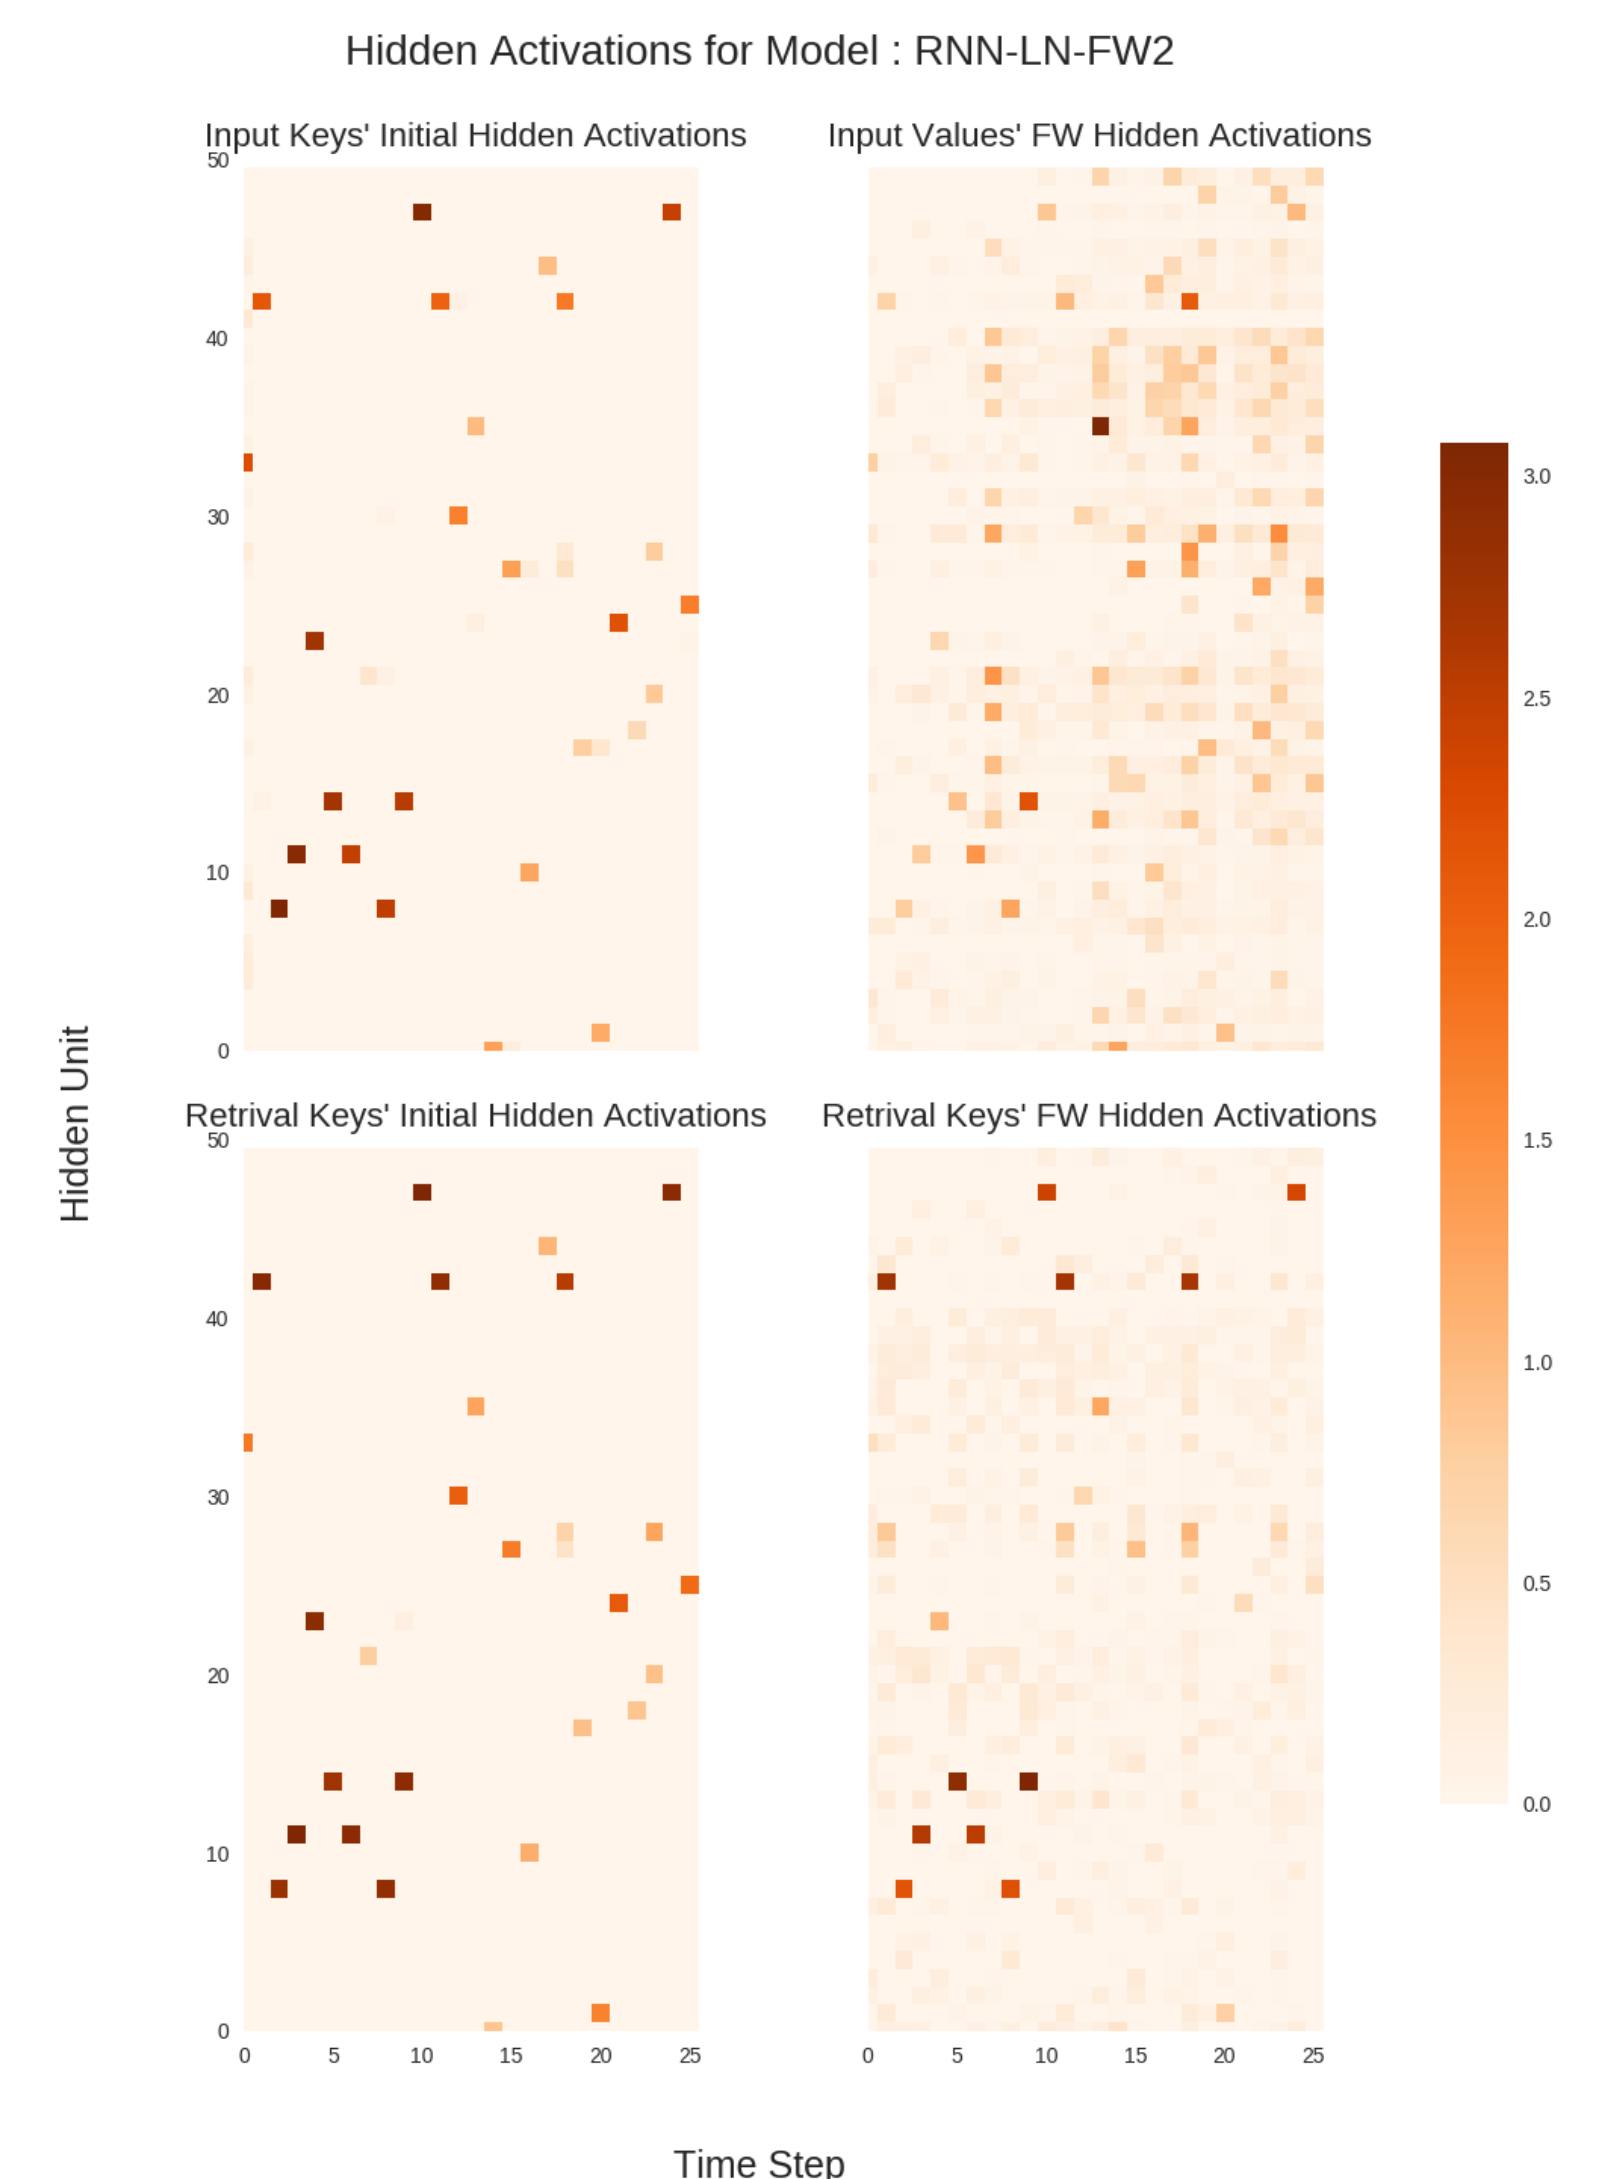 Hidden Activations for Model : RNN-LN-FW2
Input Keys' Initial Hidden Activations
Input Values' FW Hidden Activations
50
40
30
20
10
0
Retrival Keys' Initial Hidden Activations
Retrival Keys' FW Hidden Activations
50
40
30
20
10
0
0 5 10 15 20 25
0 5 10 15 20 25
Hidden Unit
Time Step
3.0
2.5
2.0
1.5
1.0
0.5
0.0